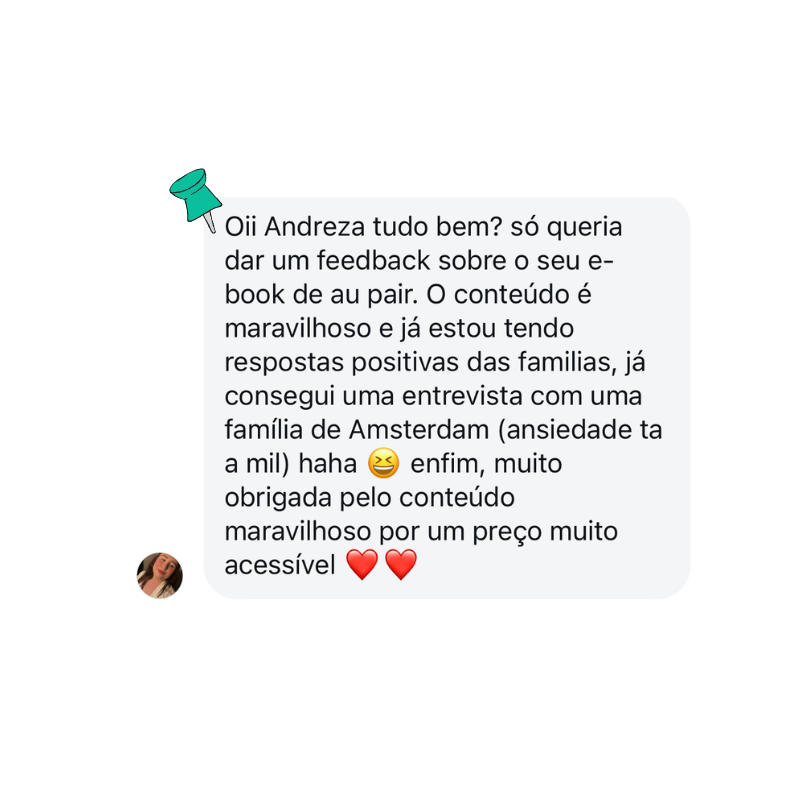 Oii Andreza tudo bem? só queria
dar um feedback sobre o seu e-
book de au pair. O conteúdo é
maravilhoso e já estou tendo
respostas positivas das familias, já
consegui uma entrevista com uma
família de Amsterdam (ansiedade ta
a mil) haha 😆 enfim, muito
obrigada pelo conteúdo
maravilhoso por um preço muito
acessível ❤️❤️